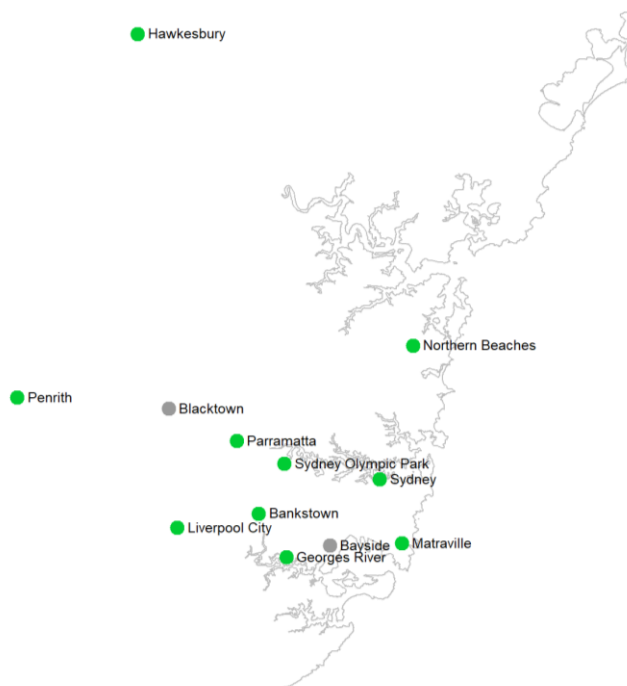 Hawkesbury
Northern Beaches
Penrith
Blacktown
Parramatta
Sydney Olympic Park
Sydney
Bankstown
Liverpool City
Bayside
Matraville
Georges River